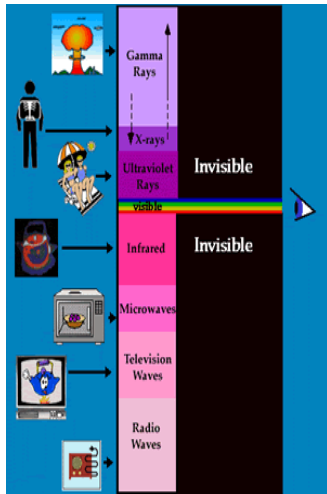 Gamma
Rays
X-rays
Ultraviolet
Rays
Invisible
visible
Infrared
Invisible
Microwaves
Television
Waves
Radio
Waves